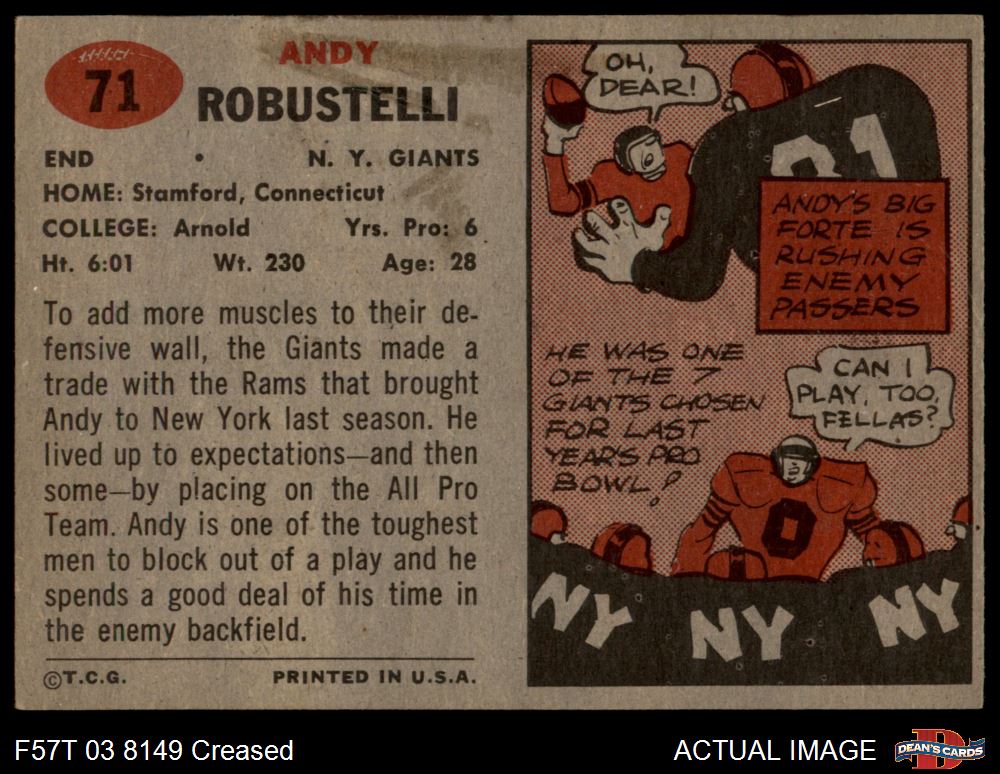 71
ANDY
ROBUSTELLI
END • N. Y. GIANTS
HOME: Stamford, Connecticut
COLLEGE: Arnold Yrs. Pro: 6
Ht. 6:01 Wt. 230 Age: 28
To add more muscles to their de-
fensive wall, the Giants made a
trade with the Rams that brought
Andy to New York last season. He
lived up to expectations—and then
some—by placing on the All Pro
Team. Andy is one of the toughest
men to block out of a play and he
spends a good deal of his time in
the enemy backfield.
©T.C.G. PRINTED IN U.S.A.
OH,
DEAR!
81
ANDY'S BIG
FORTE IS
RUSHING
ENEMY
PASSERS
HE WAS ONE
OF THE 7
GIANTS CHOSEN
FOR LAST
YEAR'S PRO
BOWL!
CAN I
PLAY, TOO,
FELLAS?
0
NY NY NY
F57T 03 8149 Creased
ACTUAL IMAGE
D
DEAN'S CARDS